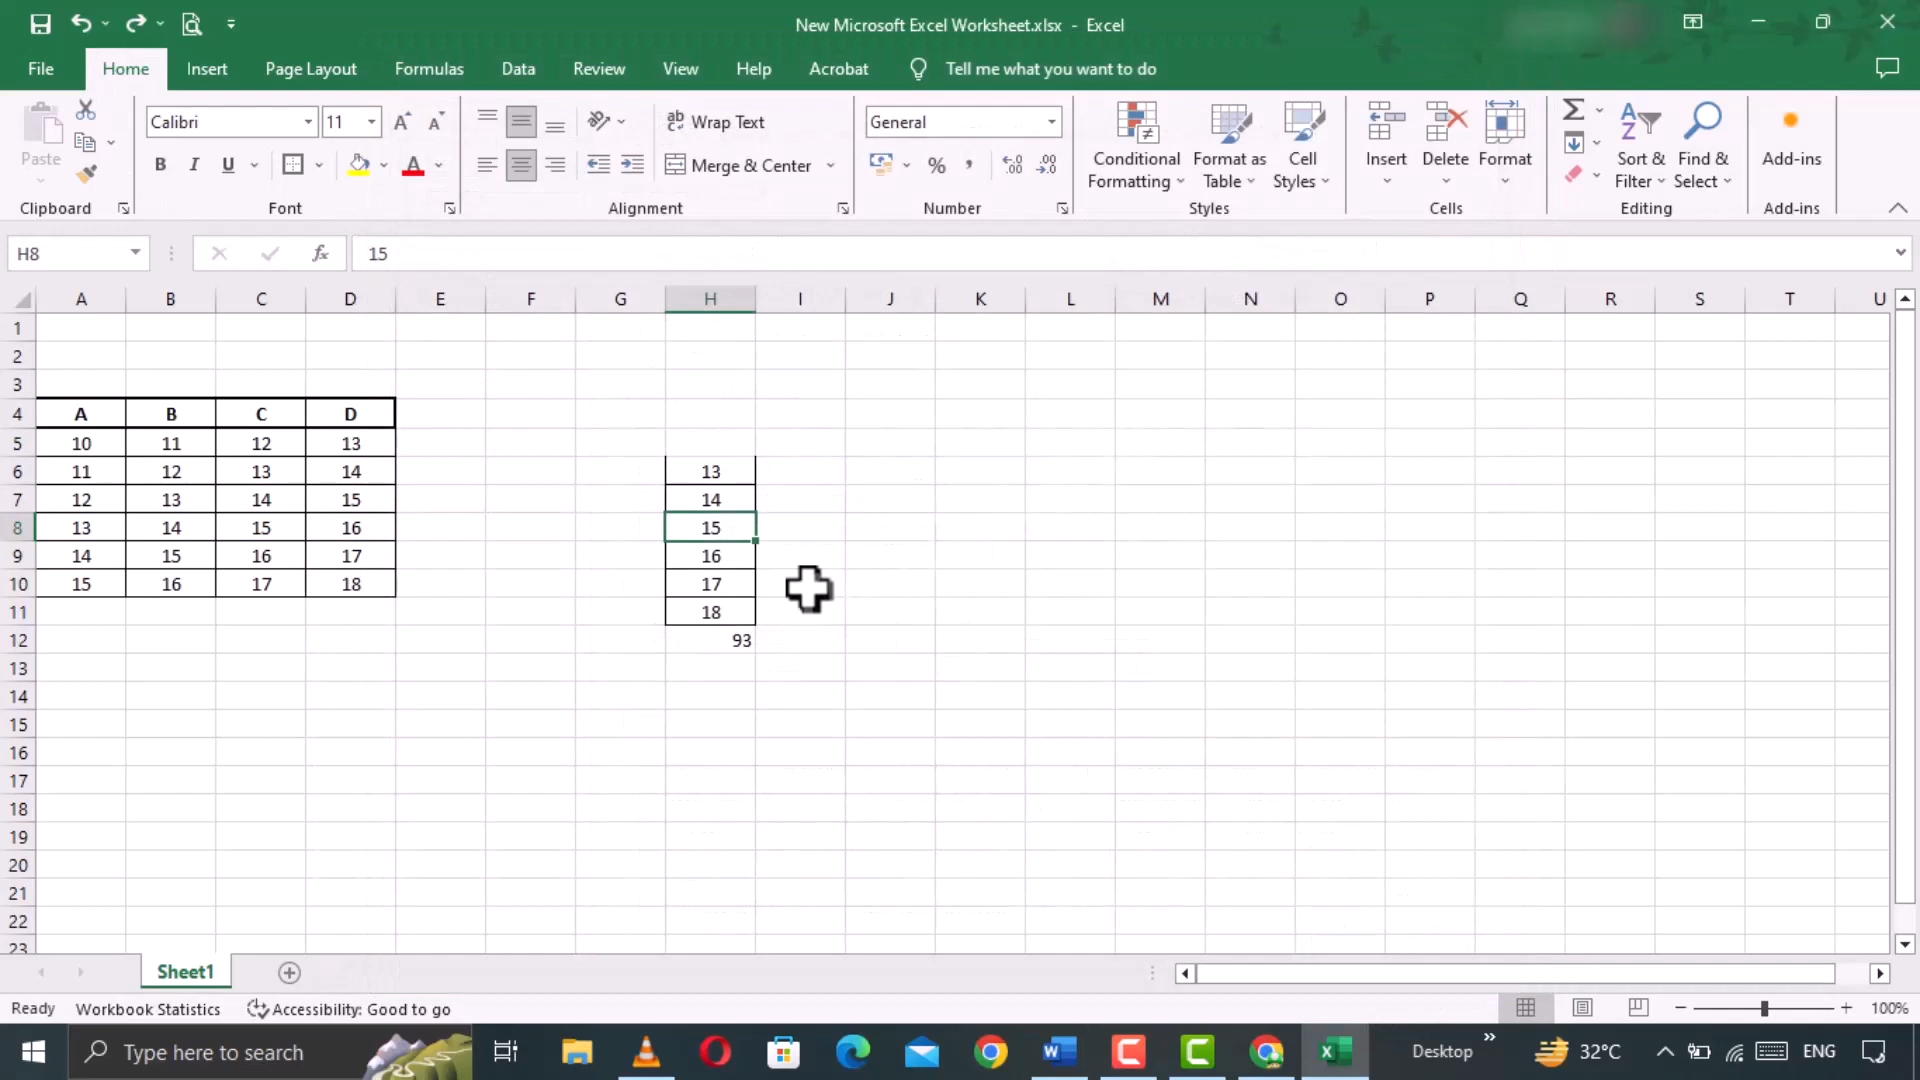 New Microsoft Excel Worksheet.xlsx - Excel
File Home Insert Page Layout Formulas Data Review View Help Acrobat Tell me what you want to do
Paste
Clipboard
Calibri 11
B I U A
Font
ab Wrap Text
Merge & Center
Alignment
General
% , .00 .00
Number
Conditional Formatting
Format as Table
Cell Styles
Styles
Insert Delete Format
Cells
Sort & Filter
Find & Select
Editing
Add-ins
Add-ins
H8 fx 15
A B C D E F G H I J K L M N O P Q R S T U
1
2
3
4 A B C D
5 10 11 12 13
6 11 12 13 14 13
7 12 13 14 15 14
8 13 14 15 16 15
9 14 15 16 17 16
10 15 16 17 18 17
11 18
12 93
13
14
15
16
17
18
19
20
21
22
23
Sheet1
Ready Workbook Statistics Accessibility: Good to go 100%
Type here to search Desktop 32°C ENG